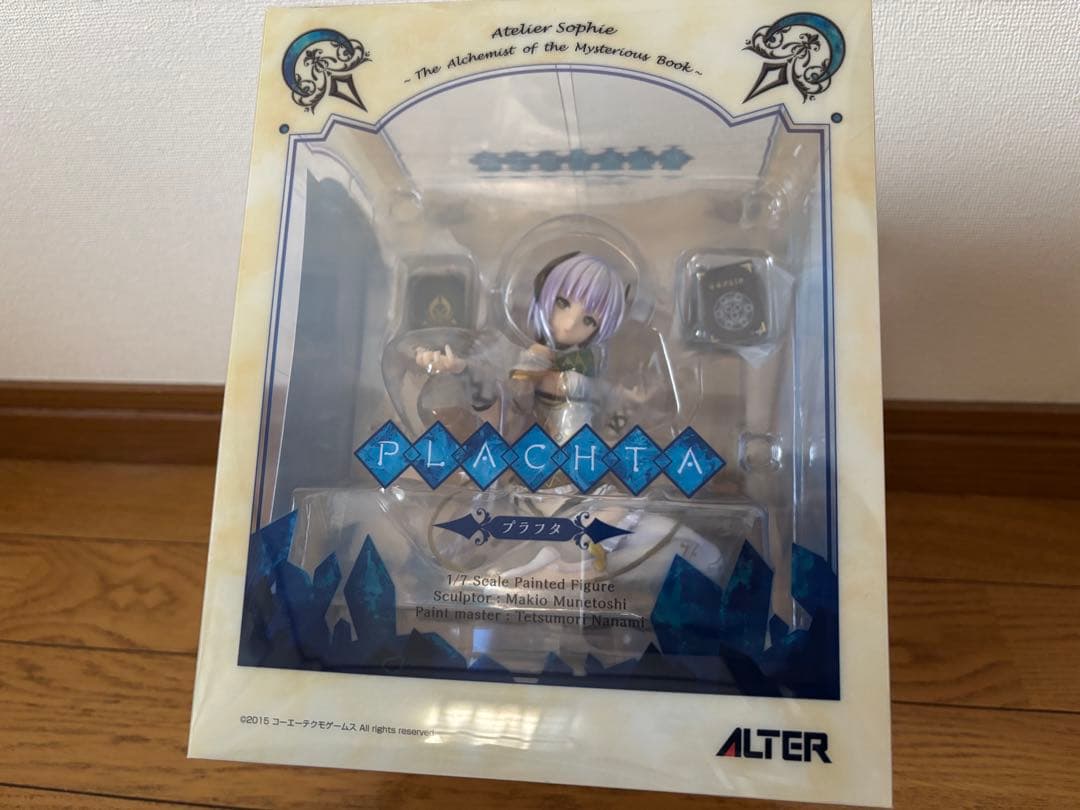 Atelier Sophie
~ The Alchemist of the Mysterious Book ~
PLACHTA
プラフタ
1/7 Scale Painted Figure
Sculptor : Makio Munetoshi
Paint master : Tetsumori Nanami
©2015 コーエーテクモゲームス All rights reserved.
ALTER